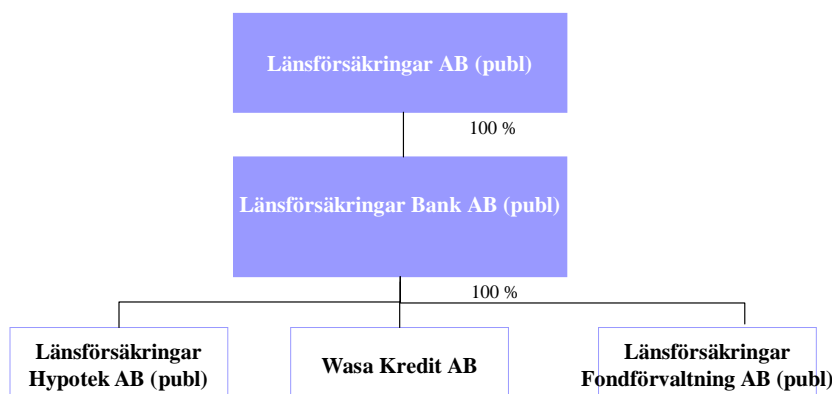 Länsförsäkringar AB (publ)
100 %
Länsförsäkringar Bank AB (publ)
100 %
Länsförsäkringar
Hypotek AB (publ)
Wasa Kredit AB
Länsförsäkringar
Fondförvaltning AB (publ)